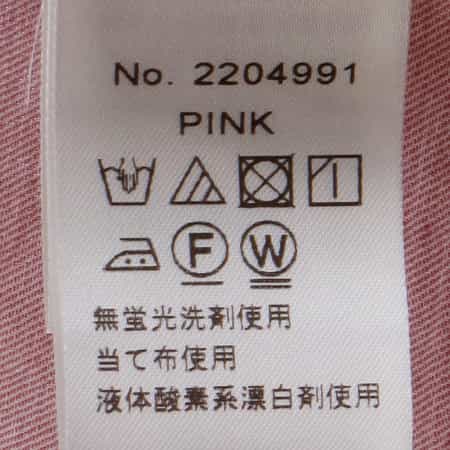 No. 2204991
PINK
F W
無蛍光洗剤使用
当て布使用
液体酸素系漂白剤使用